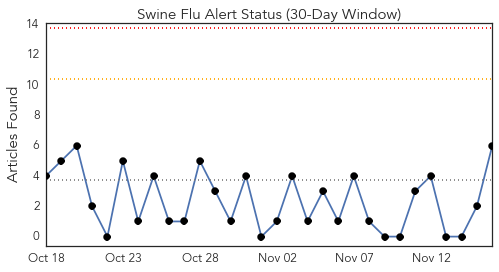 Swine Flu Alert Status (30-Day Window)
Articles Found
14
12
10
8
6
4
2
0
Oct 18 Oct 23 Oct 28 Nov 02 Nov 07 Nov 12